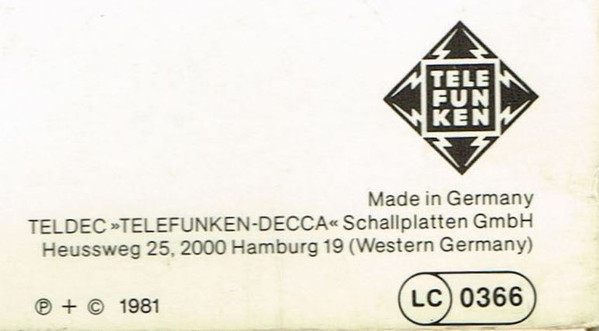 TELE
FUN
KEN
Made in Germany
TELDEC »TELEFUNKEN-DECCA« Schallplatten GmbH
Heussweg 25, 2000 Hamburg 19 (Western Germany)
℗ + © 1981
LC 0366